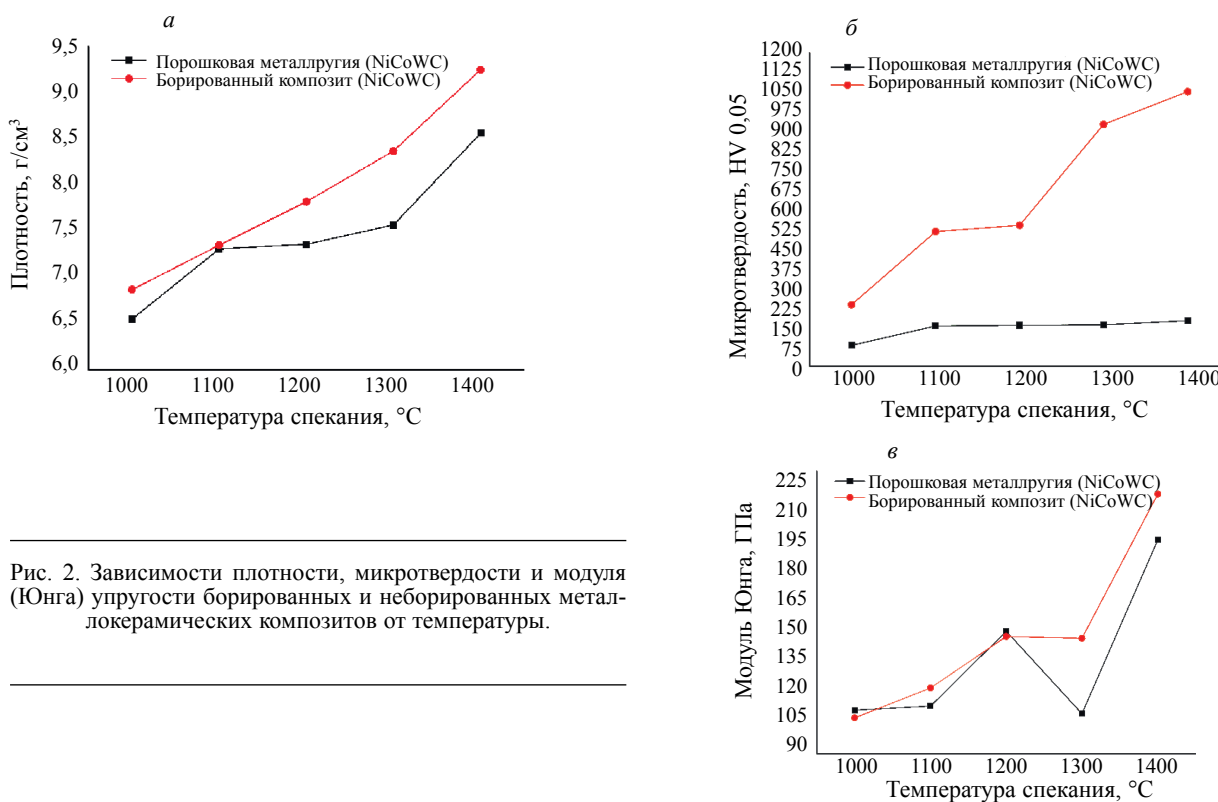 а
9,5
9,0
8,5
8,0
7,5
7,0
6,5
6,0
Плотность, г/см³
Порошковая металлругия (NiCoWC)
Борированный композит (NiCoWC)
1000 1100 1200 1300 1400
Температура спекания, °С
б
1200
1125
1050
975
900
825
750
675
600
525
450
375
300
225
150
75
0
Микротвердость, HV 0,05
Порошковая металлругия (NiCoWC)
Борированный композит (NiCoWC)
1000 1100 1200 1300 1400
Температура спекания, °С
в
225
210
195
180
165
150
135
120
105
90
Модуль Юнга, ГПа
Порошковая металлругия (NiCoWC)
Борированный композит (NiCoWC)
1000 1100 1200 1300 1400
Температура спекания, °С
Рис. 2. Зависимости плотности, микротвердости и модуля
(Юнга) упругости борированных и неборированных метал-
локерамических композитов от температуры.